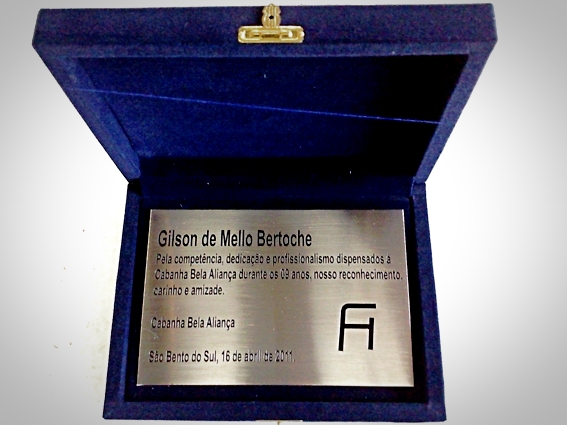 Gilson de Mello Bertoche
Pela competência, dedicação e profissionalismo dispensados à
Cabanha Bela Aliança durante os 09 anos, nosso reconhecimento,
carinho e amizade.
Cabanha Bela Aliança
São Bento do Sul, 16 de abril de 2011.